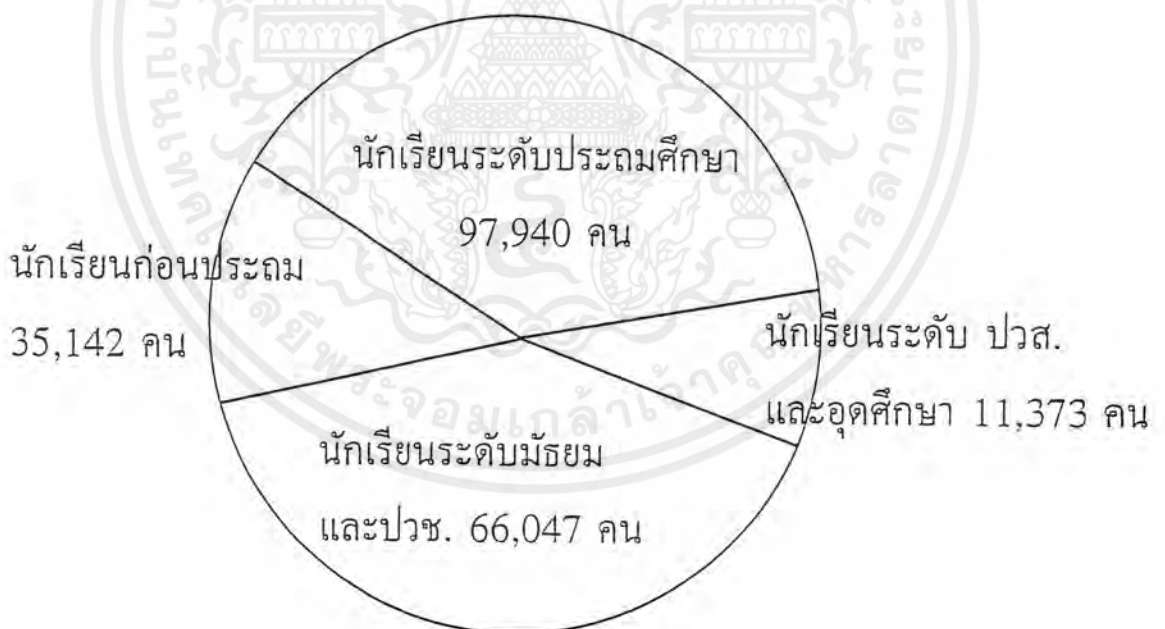 นักเรียนระดับประถมศึกษา
97,940 คน
นักเรียนก่อนประถม
35,142 คน
นักเรียนระดับ ปวส.
และอุดศึกษา 11,373 คน
นักเรียนระดับมัธยม
และปวช. 66,047 คน